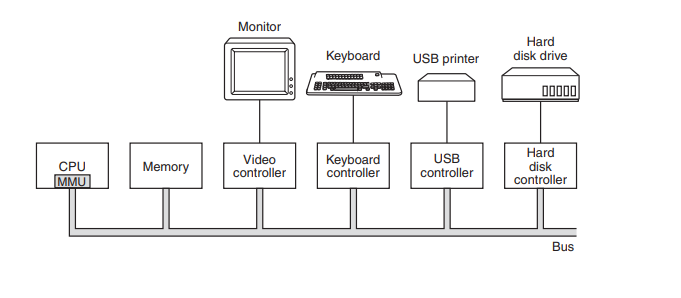 Monitor
Keyboard
USB printer
Hard
disk drive
CPU
MMU
Memory
Video
controller
Keyboard
controller
USB
controller
Hard
disk
controller
Bus